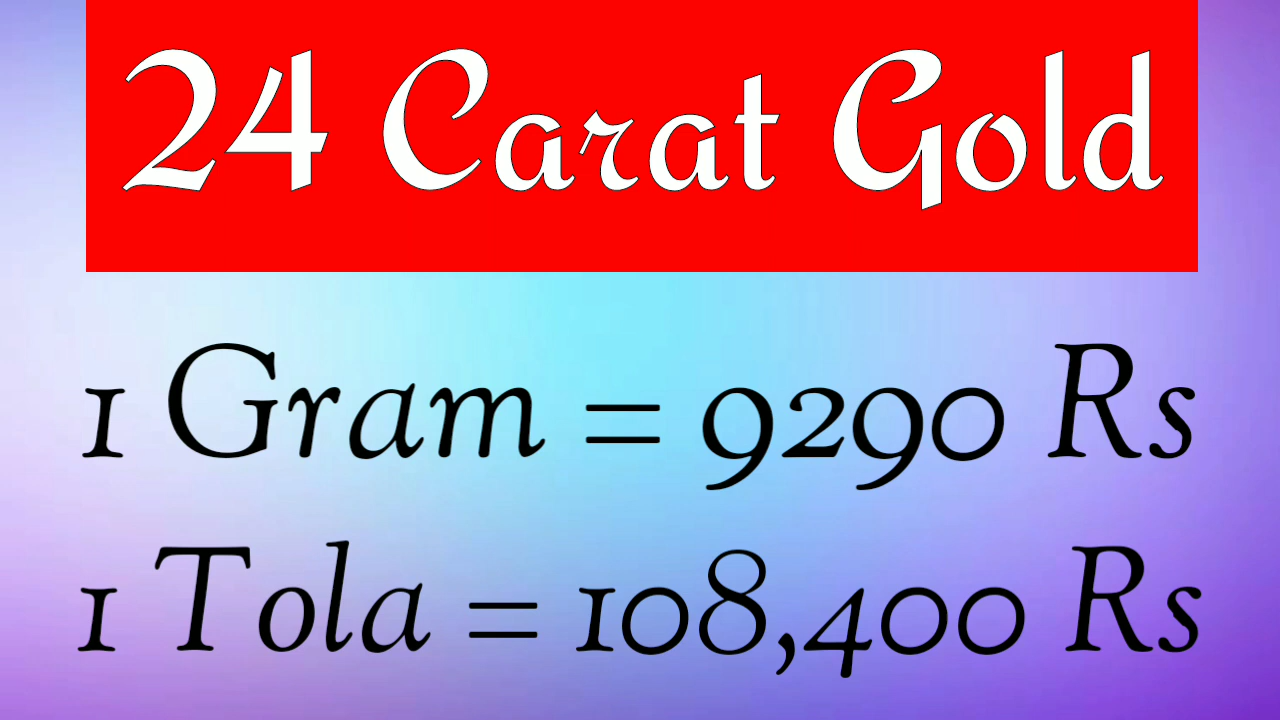 24 Carat Gold
1 Gram = 9290 Rs
1 Tola = 108,400 Rs